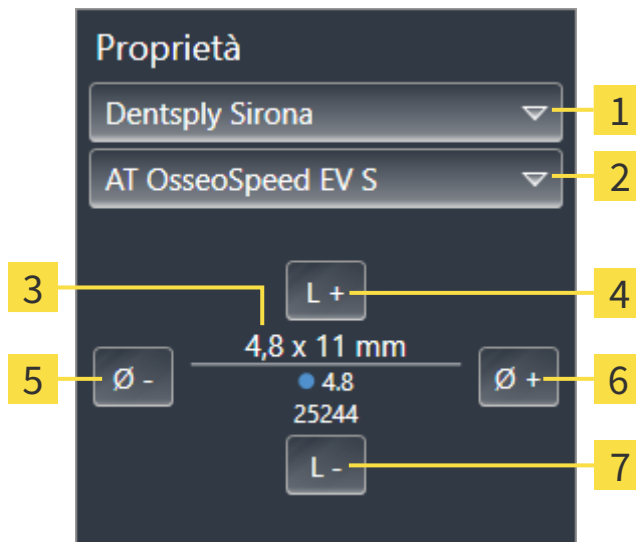 Proprietà
Dentsply Sirona
1
AT OsseoSpeed EV S
2
3
L +
4
4,8 x 11 mm
5
Ø -
4.8
Ø +
6
25244
L -
7